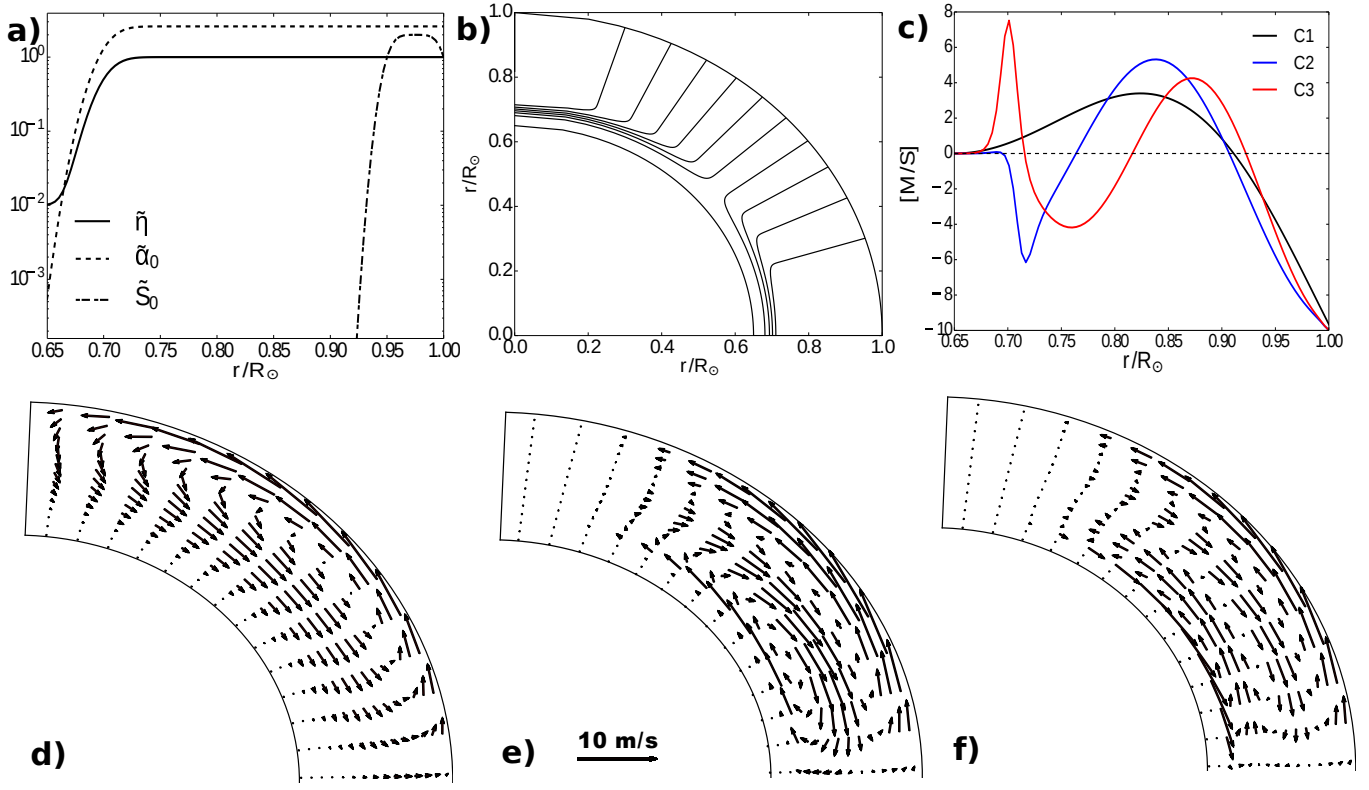 a)
10⁰
10⁻¹
10⁻²
10⁻³
η̃
α̃₀
S̃₀
0.65 0.70 0.75 0.80 0.85 0.90 0.95 1.00
r/R⊙
b)
1.0
0.8
0.6
0.4
0.2
0.0
r/R⊙
0.0 0.2 0.4 0.6 0.8 1.0
r/R⊙
c)
8
6
4
2
0
−2
−4
−6
−8
−10
[M/S]
C1
C2
C3
0.65 0.70 0.75 0.80 0.85 0.90 0.95 1.00
r/R⊙
d)
e)
10 m/s
f)